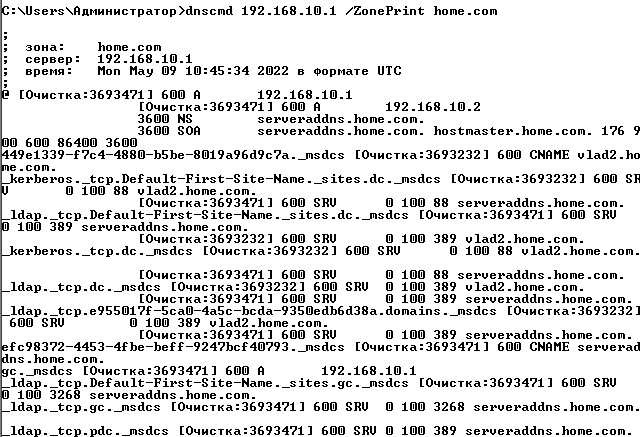 C:\Users\Администратор>dnscmd 192.168.10.1 /ZonePrint home.com
;
;  зона:    home.com
;  сервер:  192.168.10.1
;  время:   Mon May 09 10:45:34 2022 в формате UTC
;
@ [Очистка:3693471] 600 A       192.168.10.1
                 [Очистка:3693471] 600 A        192.168.10.2
                 3600 NS        serveraddns.home.com.
                 3600 SOA       serveraddns.home.com. hostmaster.home.com. 176 9
00 600 86400 3600
449e1339-f7c4-4880-b5be-8019a96d9c7a._msdcs [Очистка:3693232] 600 CNAME vlad2.ho
me.com.
_kerberos._tcp.Default-First-Site-Name._sites.dc._msdcs [Очистка:3693232] 600 SR
V       0 100 88 vlad2.home.com.
                 [Очистка:3693471] 600 SRV      0 100 88 serveraddns.home.com.
_ldap._tcp.Default-First-Site-Name._sites.dc._msdcs [Очистка:3693471] 600 SRV
0 100 389 serveraddns.home.com.
                 [Очистка:3693232] 600 SRV      0 100 389 vlad2.home.com.
_kerberos._tcp.dc._msdcs [Очистка:3693232] 600 SRV      0 100 88 vlad2.home.com.
                 [Очистка:3693471] 600 SRV      0 100 88 serveraddns.home.com.
_ldap._tcp.dc._msdcs [Очистка:3693232] 600 SRV  0 100 389 vlad2.home.com.
                 [Очистка:3693471] 600 SRV      0 100 389 serveraddns.home.com.
_ldap._tcp.e955017f-5ca0-4a5c-bcda-9350edb6d38a.domains._msdcs [Очистка:3693232]
 600 SRV        0 100 389 vlad2.home.com.
                 [Очистка:3693471] 600 SRV      0 100 389 serveraddns.home.com.
efc98372-4453-4fbe-beff-9247bcf40793._msdcs [Очистка:3693471] 600 CNAME serverad
dns.home.com.
gc._msdcs [Очистка:3693471] 600 A       192.168.10.1
_ldap._tcp.Default-First-Site-Name._sites.gc._msdcs [Очистка:3693471] 600 SRV
0 100 3268 serveraddns.home.com.
_ldap._tcp.gc._msdcs [Очистка:3693471] 600 SRV  0 100 3268 serveraddns.home.com.
_ldap._tcp.pdc._msdcs [Очистка:3693471] 600 SRV 0 100 389 serveraddns.home.com.